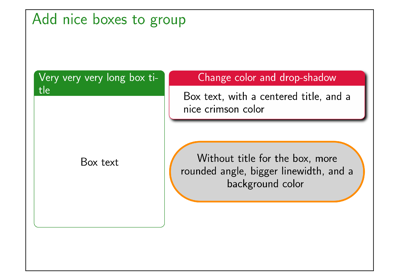 Add nice boxes to group
Very very very long box ti-
tle
Box text
Change color and drop-shadow
Box text, with a centered title, and a
nice crimson color
Without title for the box, more
rounded angle, bigger linewidth, and a
background color